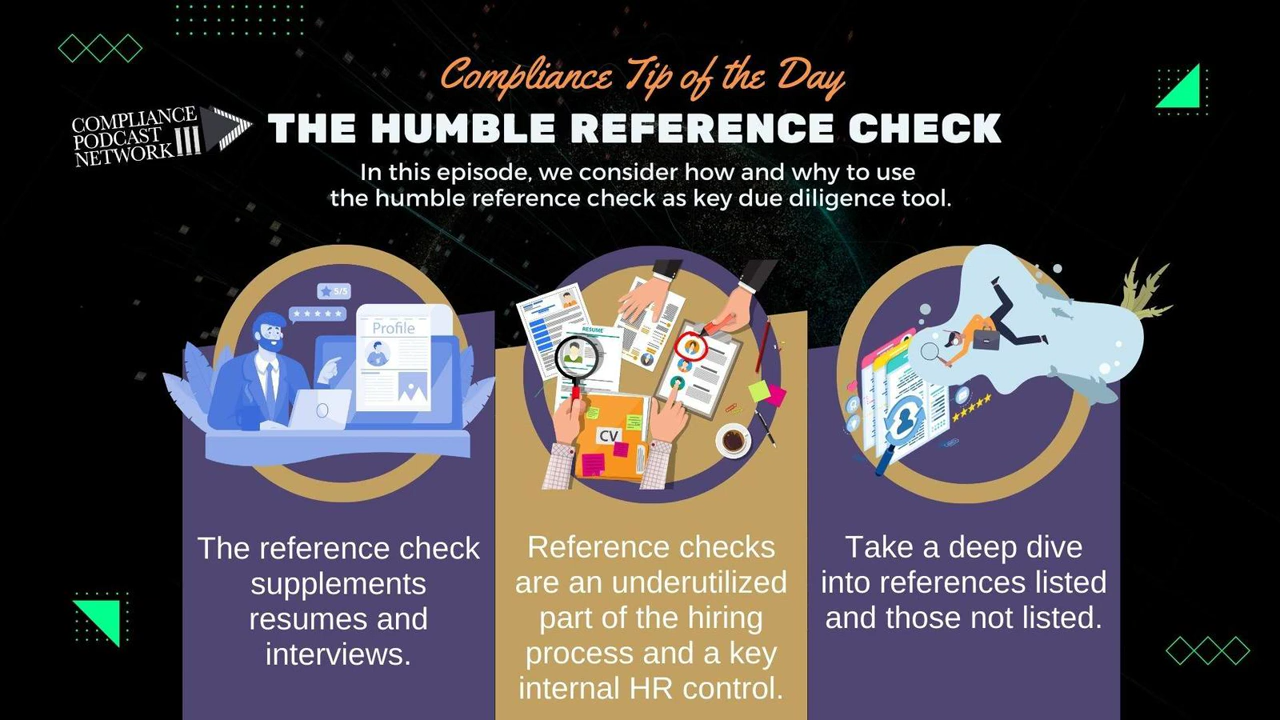 Compliance Tip of the Day
COMPLIANCE
PODCAST
NETWORK
THE HUMBLE REFERENCE CHECK
In this episode, we consider how and why to use
the humble reference check as key due diligence tool.
5/5
Profile
RESUME
CV
The reference check
supplements
resumes and
interviews.
Reference checks
are an underutilized
part of the hiring
process and a key
internal HR control.
Take a deep dive
into references listed
and those not listed.